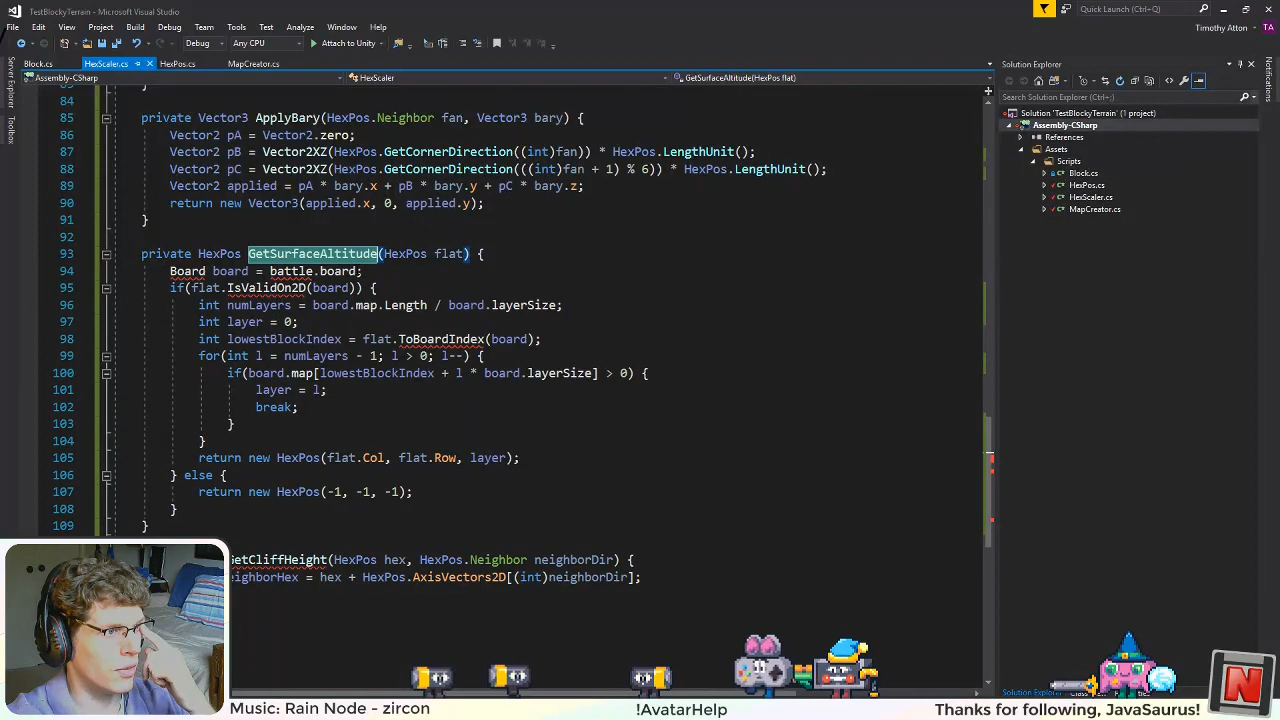 TestBlockyTerrain - Microsoft Visual Studio
Quick Launch (Ctrl+Q)
File Edit View Project Build Debug Team Tools Test Analyze Window Help
Timothy Atton TA
Debug Any CPU Attach to Unity
Block.cs HexScaler.cs HexPos.cs MapCreator.cs
Assembly-CSharp HexScaler GetSurfaceAltitude(HexPos flat)
Server Explorer
Toolbox
84
85 private Vector3 ApplyBary(HexPos.Neighbor fan, Vector3 bary) {
86 Vector2 pA = Vector2.zero;
87 Vector2 pB = Vector2XZ(HexPos.GetCornerDirection((int)fan)) * HexPos.LengthUnit();
88 Vector2 pC = Vector2XZ(HexPos.GetCornerDirection(((int)fan + 1) % 6)) * HexPos.LengthUnit();
89 Vector2 applied = pA * bary.x + pB * bary.y + pC * bary.z;
90 return new Vector3(applied.x, 0, applied.y);
91 }
92
93 private HexPos GetSurfaceAltitude(HexPos flat) {
94 Board board = battle.board;
95 if(flat.IsValidOn2D(board)) {
96 int numLayers = board.map.Length / board.layerSize;
97 int layer = 0;
98 int lowestBlockIndex = flat.ToBoardIndex(board);
99 for(int l = numLayers - 1; l > 0; l--) {
100 if(board.map[lowestBlockIndex + l * board.layerSize] > 0) {
101 layer = l;
102 break;
103 }
104 }
105 return new HexPos(flat.Col, flat.Row, layer);
106 } else {
107 return new HexPos(-1, -1, -1);
108 }
109 }
GetCliffHeight(HexPos hex, HexPos.Neighbor neighborDir) {
eighborHex = hex + HexPos.AxisVectors2D[(int)neighborDir];
Solution Explorer
Search Solution Explorer (Ctrl+;)
Solution 'TestBlockyTerrain' (1 project)
Assembly-CSharp
References
Assets
Scripts
Block.cs
HexPos.cs
HexScaler.cs
MapCreator.cs
Notifications
Solution Explorer
N
Music: Rain Node - zircon
!AvatarHelp
Thanks for following, JavaSaurus!